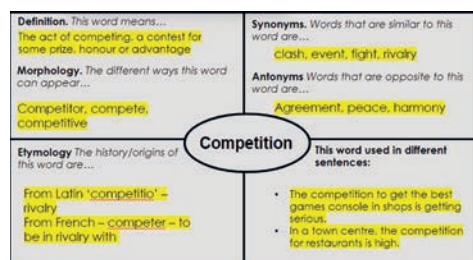 Definition. This word means…
The act of competing. a contest for
some prize, honour or advantage
Morphology. The different ways this word
can appear…
Competitor, compete,
competitive
Synonyms. Words that are similar to this
word are…
clash, event, fight, rivalry
Antonyms Words that are opposite to this
word are…
Agreement, peace, harmony
Competition
Etymology The history/origins of
this word are…
From Latin ‘competitio’ –
rivalry
From French – competer – to
be in rivalry with
This word used in different
sentences:
• The competition to get the best
games console in shops is getting
serious.
• In a town centre, the competition
for restaurants is high.